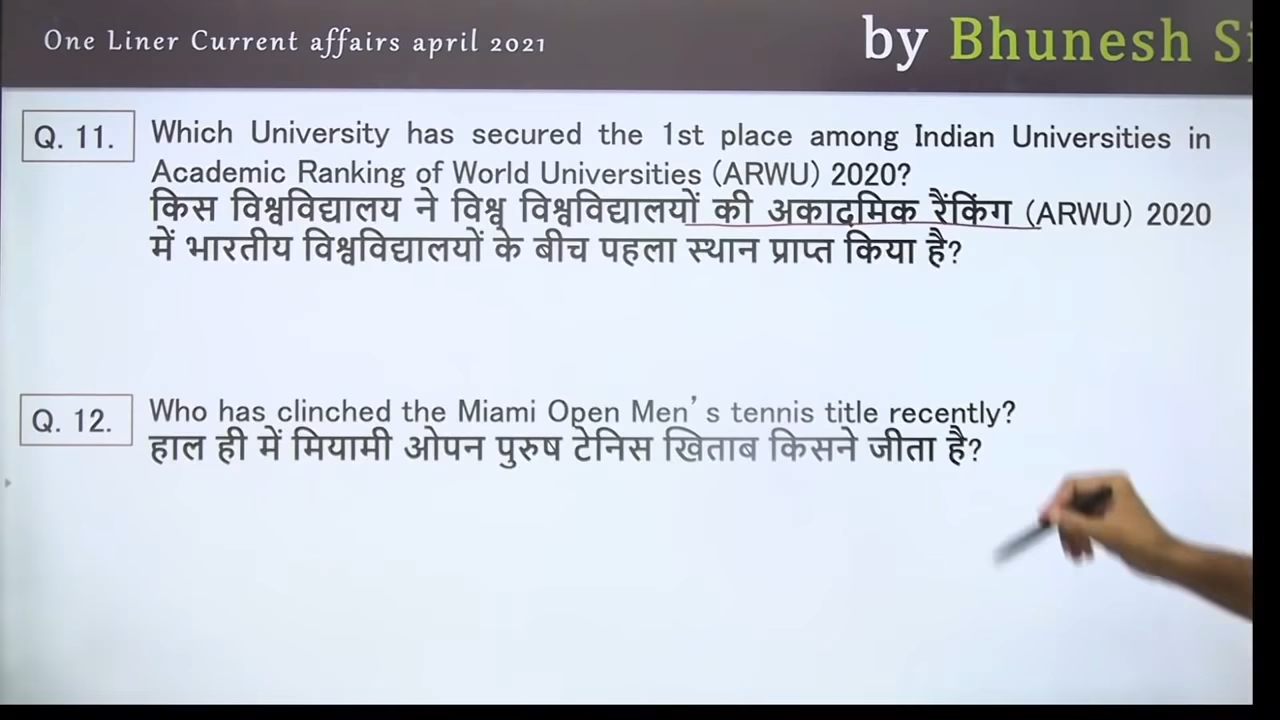 One Liner Current affairs april 2021
by Bhunesh
Q. 11.
Which University has secured the 1st place among Indian Universities in
Academic Ranking of World Universities (ARWU) 2020?
किस विश्वविद्यालय ने विश्व विश्वविद्यालयों की अकादमिक रैंकिंग (ARWU) 2020
में भारतीय विश्वविद्यालयों के बीच पहला स्थान प्राप्त किया है?
Q. 12.
Who has clinched the Miami Open Men's tennis title recently?
हाल ही में मियामी ओपन पुरुष टेनिस खिताब किसने जीता है?